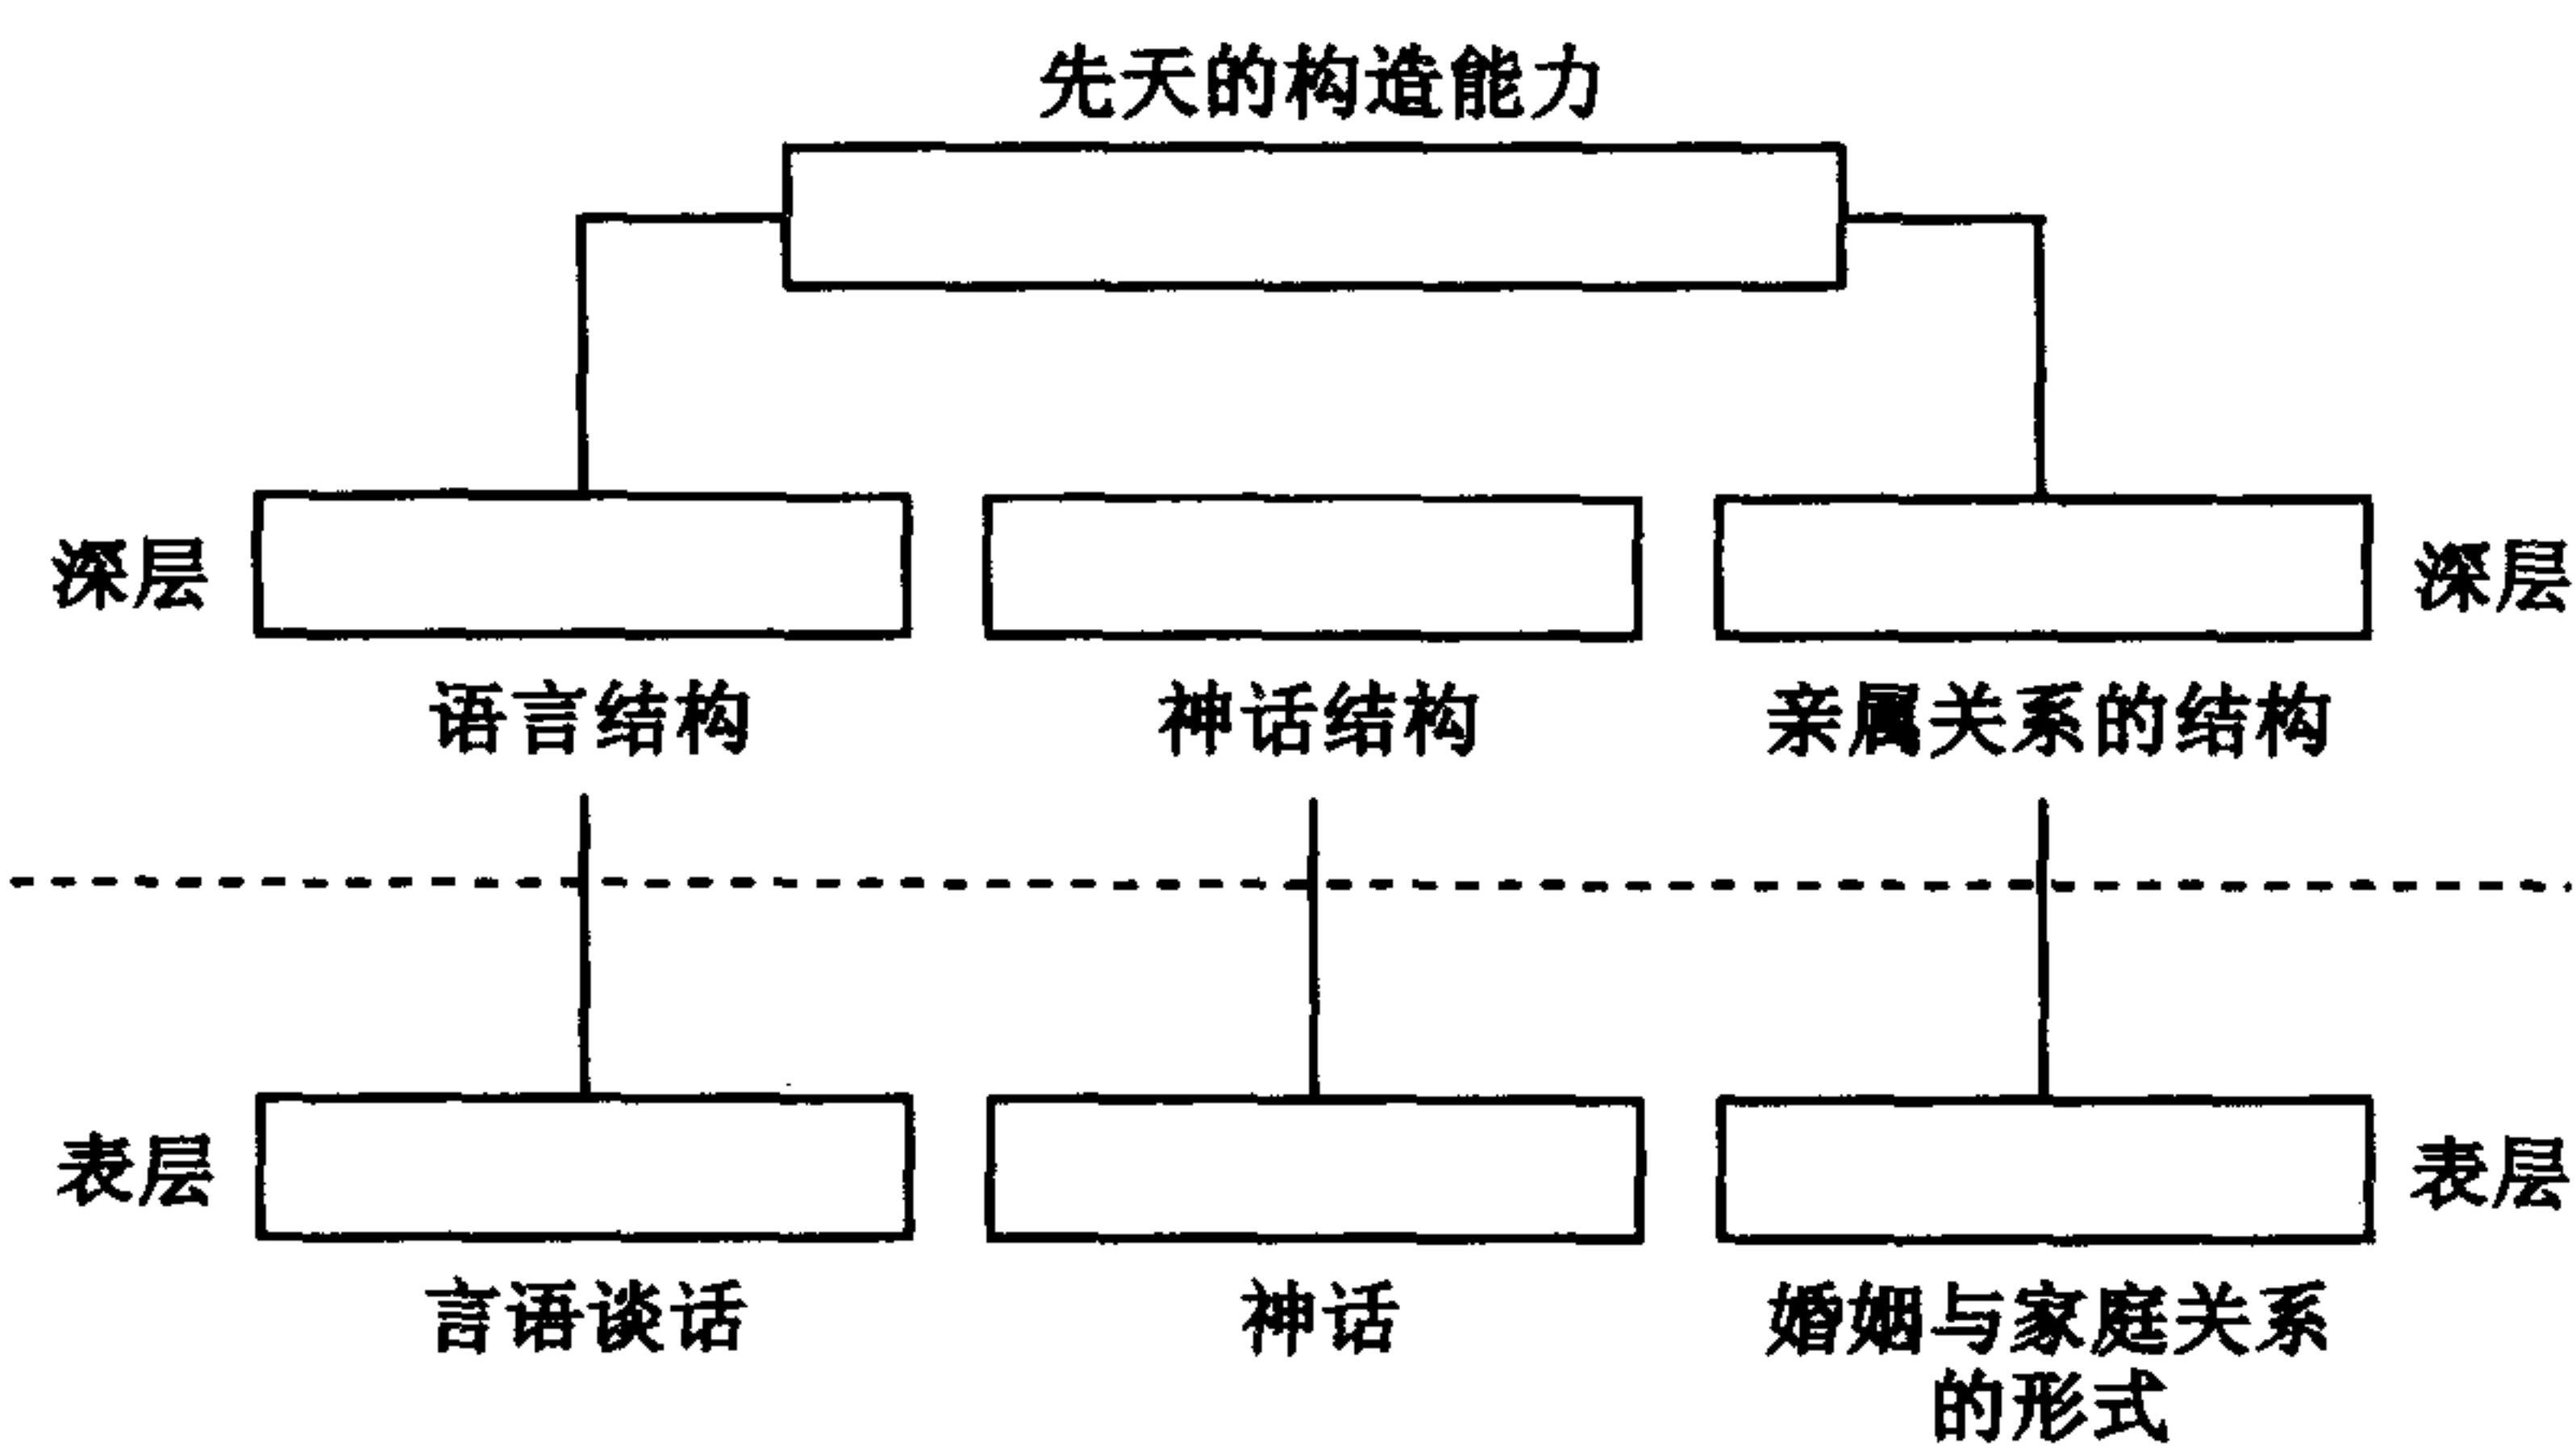 先天的构造能力
深层
深层
语言结构
神话结构
亲属关系的结构
表层
表层
言语谈话
神话
婚姻与家庭关系
的形式